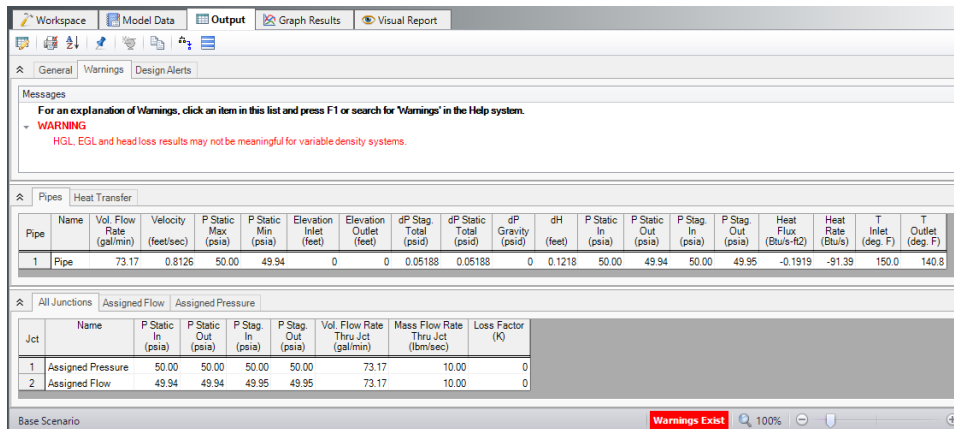 Workspace Model Data Output Graph Results Visual Report
General Warnings Design Alerts
Messages
For an explanation of Warnings, click an item in this list and press F1 or search for 'Warnings' in the Help system.
WARNING
HGL, EGL and head loss results may not be meaningful for variable density systems.
Pipes Heat Transfer
Pipe Name Vol. Flow Rate (gal/min) Velocity (feet/sec) P Static Max (psia) P Static Min (psia) Elevation Inlet (feet) Elevation Outlet (feet) dP Stag. Total (psid) dP Static Total (psid) dP Gravity (psid) dH (feet) P Static In (psia) P Static Out (psia) P Stag. In (psia) P Stag. Out (psia) Heat Flux (Btu/s-ft2) Heat Rate (Btu/s) T Inlet (deg. F) T Outlet (deg. F)
1 Pipe 73.17 0.8126 50.00 49.94 0 0 0.05188 0.05188 0 0.1218 50.00 49.94 50.00 49.95 -0.1919 -91.39 150.0 140.8
All Junctions Assigned Flow Assigned Pressure
Jct Name P Static In (psia) P Static Out (psia) P Stag. In (psia) P Stag. Out (psia) Vol. Flow Rate Thru Jct (gal/min) Mass Flow Rate Thru Jct (lbm/sec) Loss Factor (K)
1 Assigned Pressure 50.00 50.00 50.00 50.00 73.17 10.00 0
2 Assigned Flow 49.94 49.94 49.95 49.95 73.17 10.00 0
Base Scenario Warnings Exist 100%